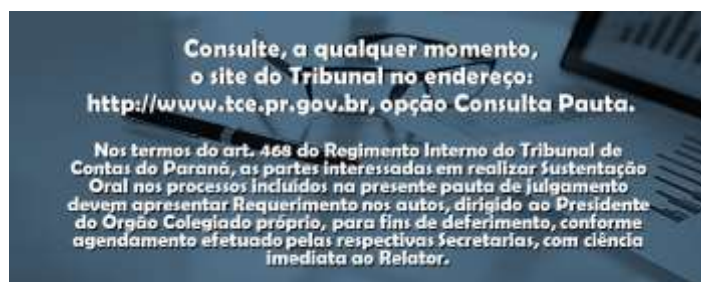 Consulte, a qualquer momento,
o site do Tribunal no endereço:
http://www.tce.pr.gov.br, opção Consulta Pauta.
Nos termos do art. 468 do Regimento Interno do Tribunal de
Contas do Paraná, as partes interessadas em realizar Sustentação
Oral nos processos incluídos na presente pauta de julgamento
devem apresentar Requerimento nos autos, dirigido ao Presidente
do Órgão Colegiado próprio, para fins de deferimento, conforme
agendamento efetuado pelas respectivas Secretarias, com ciência
imediata ao Relator.